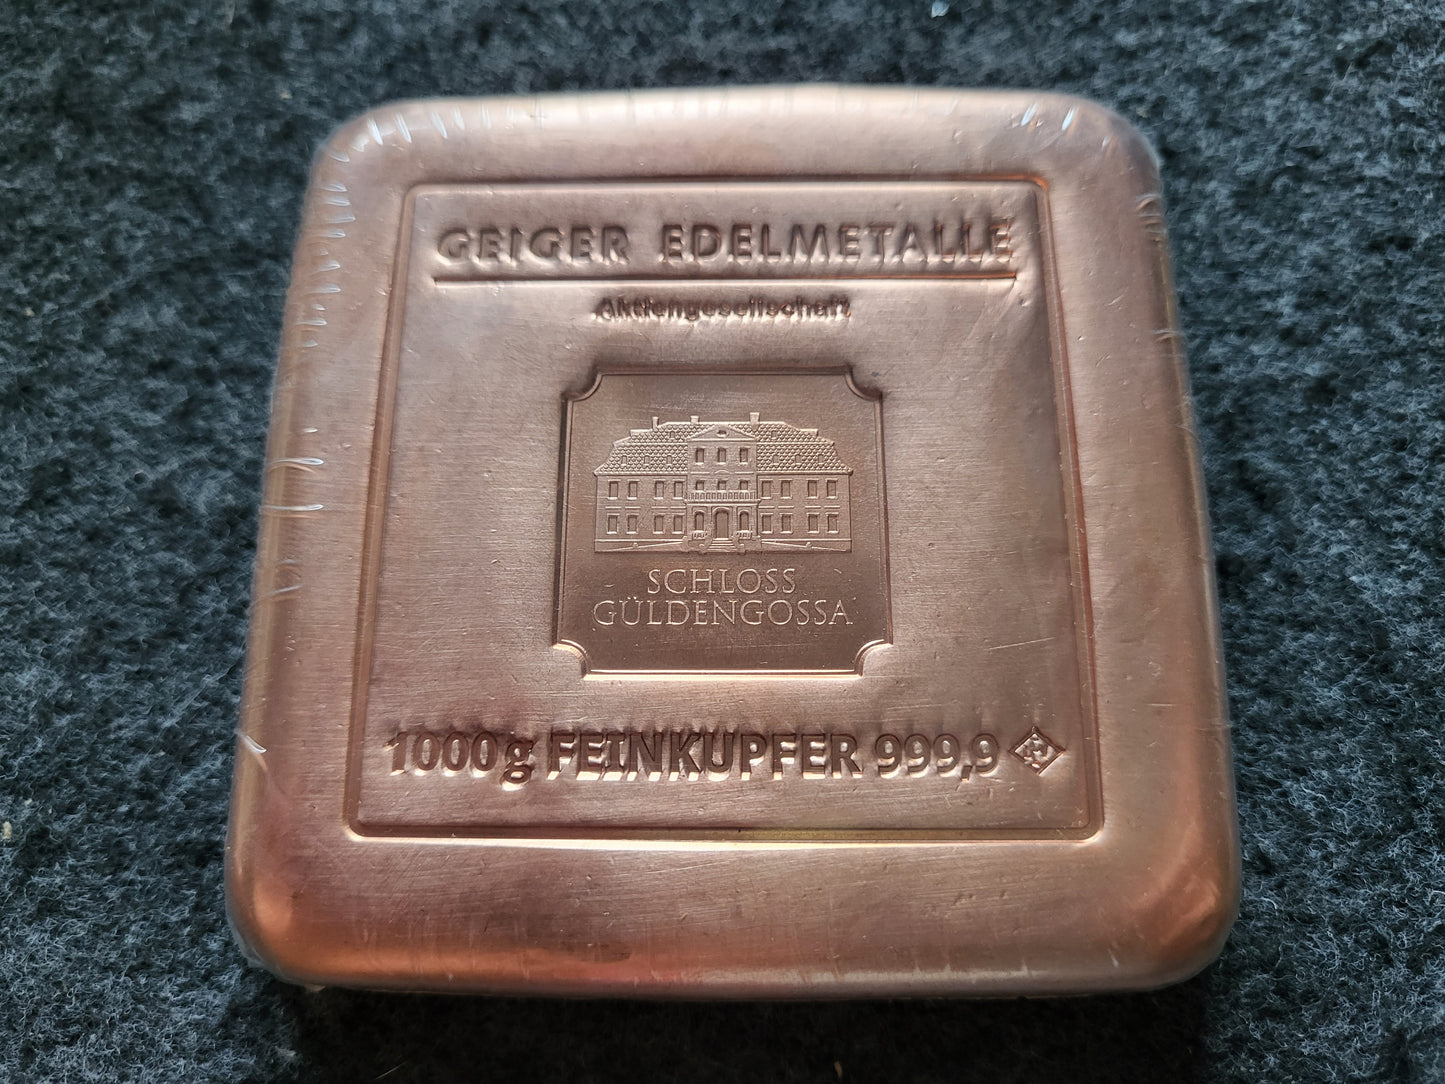 GEIGER EDELMETALLE
Aktiengesellschaft
SCHLOSS
GÜLDENGOSSA
1000g FEINKUPFER 999,9